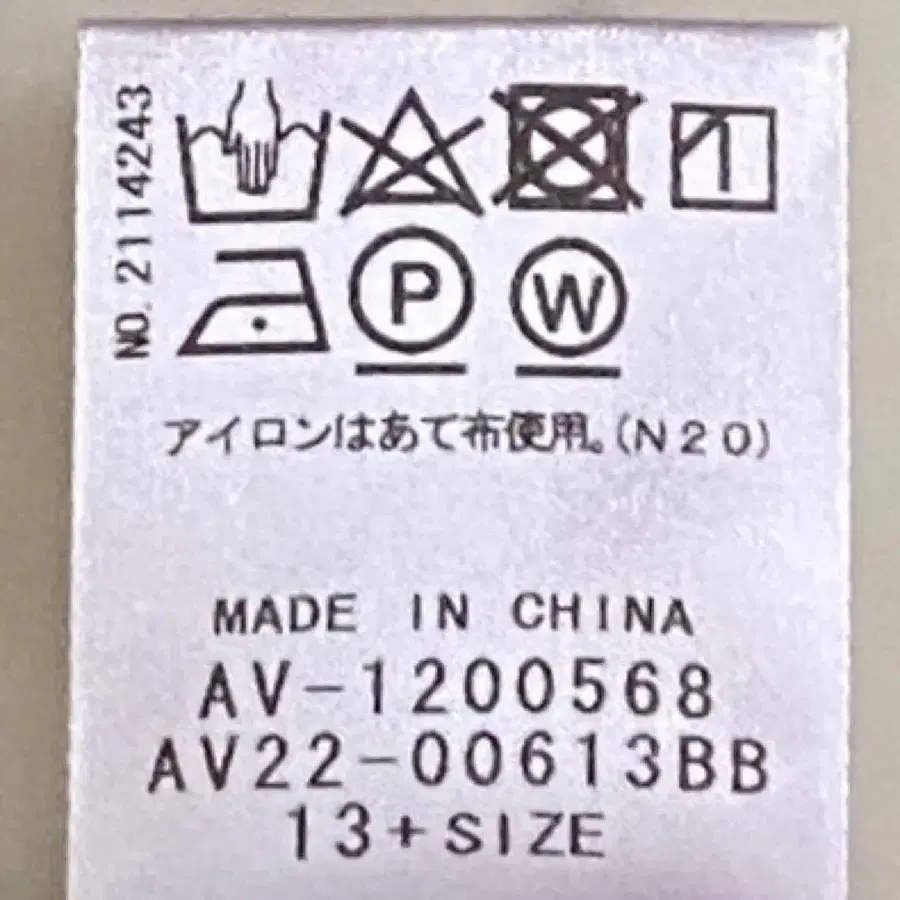 NO. 2114243
P
W
アイロンはあて布使用。(N20)
MADE IN CHINA
AV-1200568
AV22-00613BB
13+SIZE